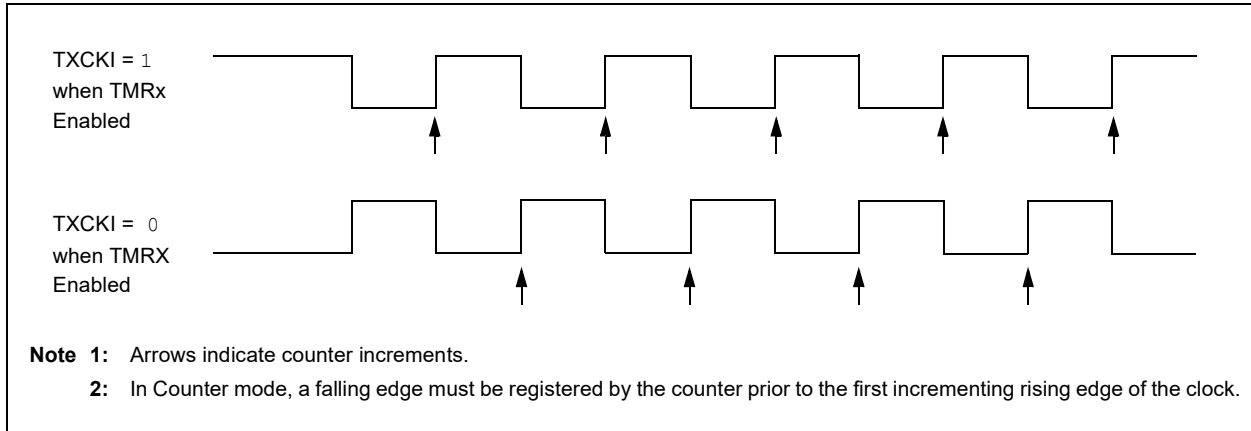 TXCKI = 1
when TMRx
Enabled
TXCKI = 0
when TMRX
Enabled
Note 1: Arrows indicate counter increments.
2: In Counter mode, a falling edge must be registered by the counter prior to the first incrementing rising edge of the clock.